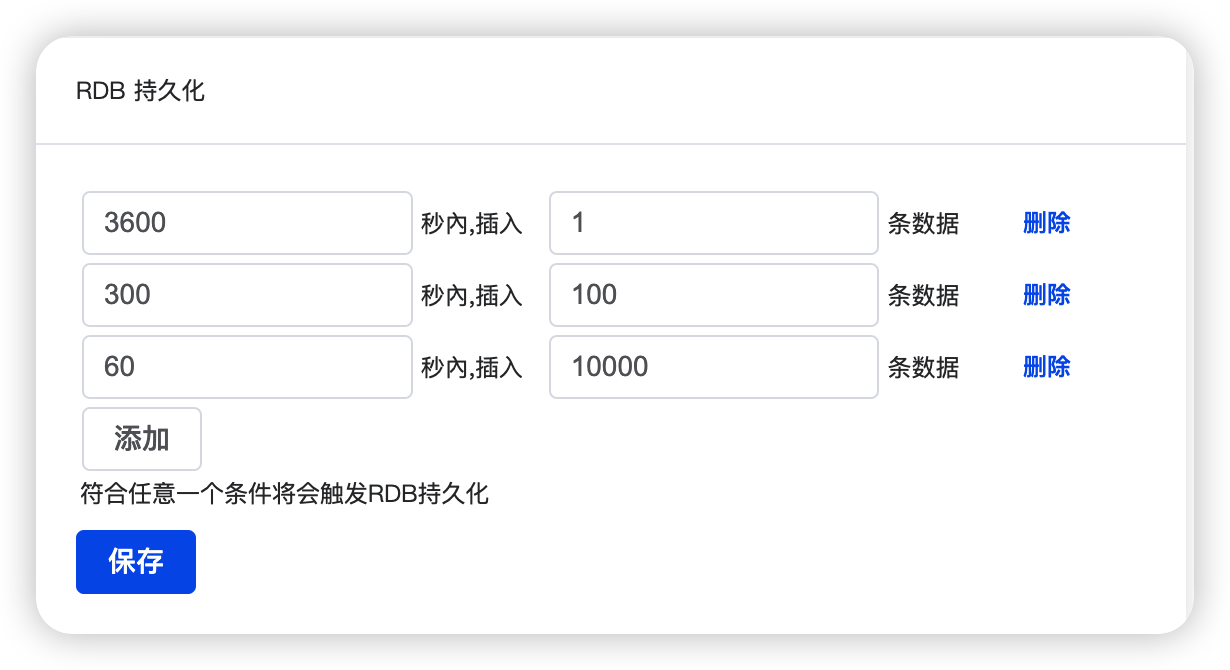 RDB 持久化
3600 秒內,插入 1 条数据 删除
300 秒內,插入 100 条数据 删除
60 秒內,插入 10000 条数据 删除
添加
符合任意一个条件将会触发RDB持久化
保存